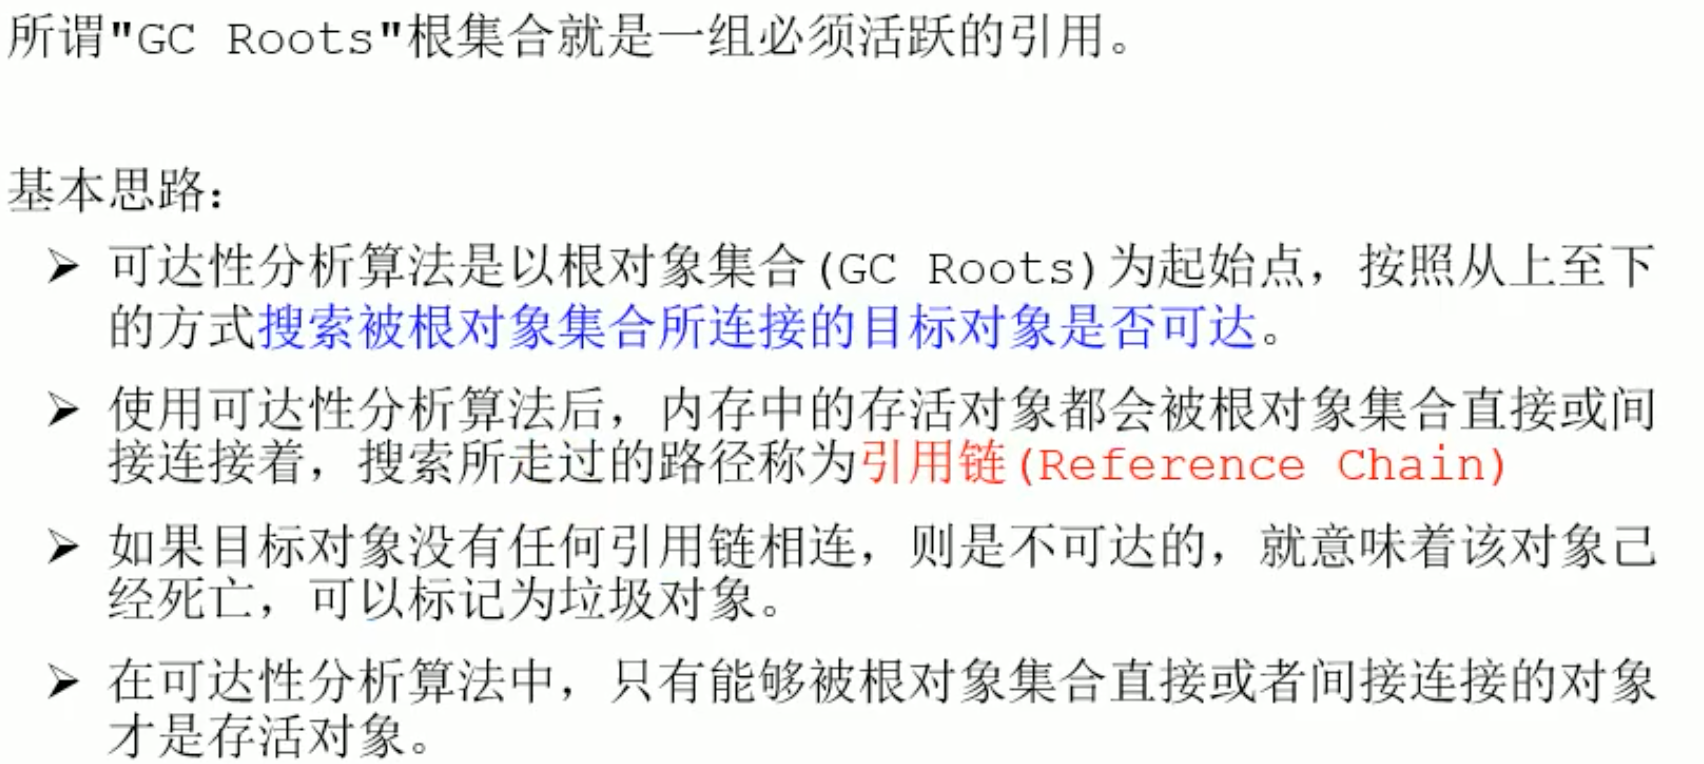 所谓"GC Roots"根集合就是一组必须活跃的引用。
基本思路：
➢ 可达性分析算法是以根对象集合(GC Roots)为起始点，按照从上至下
的方式搜索被根对象集合所连接的目标对象是否可达。
➢ 使用可达性分析算法后，内存中的存活对象都会被根对象集合直接或间
接连接着，搜索所走过的路径称为引用链(Reference Chain)
➢ 如果目标对象没有任何引用链相连，则是不可达的，就意味着该对象己
经死亡，可以标记为垃圾对象。
➢ 在可达性分析算法中，只有能够被根对象集合直接或者间接连接的对象
才是存活对象。